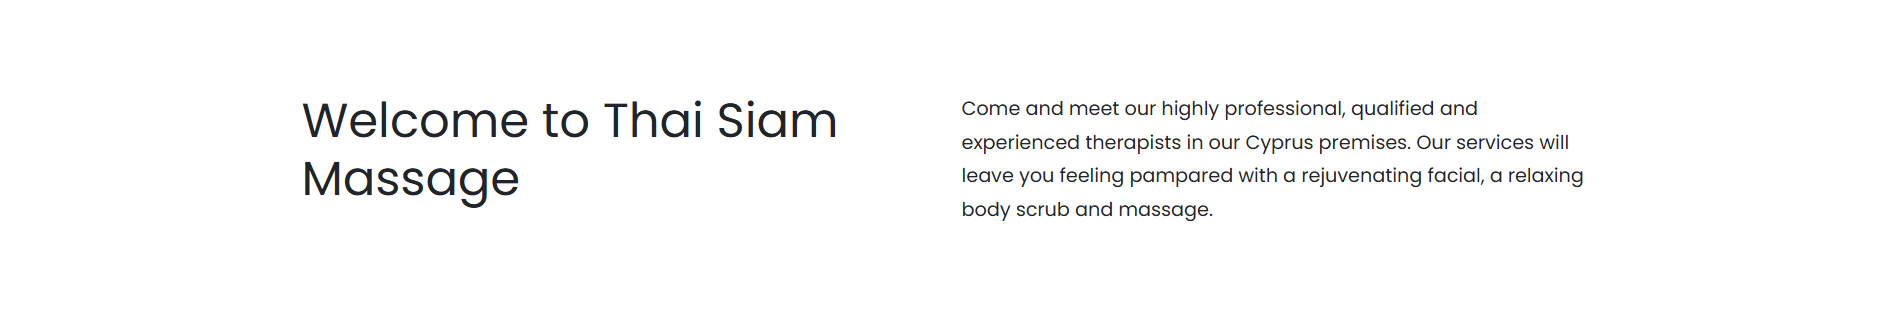 Welcome to Thai Siam
Massage
Come and meet our highly professional, qualified and
experienced therapists in our Cyprus premises. Our services will
leave you feeling pampared with a rejuvenating facial, a relaxing
body scrub and massage.